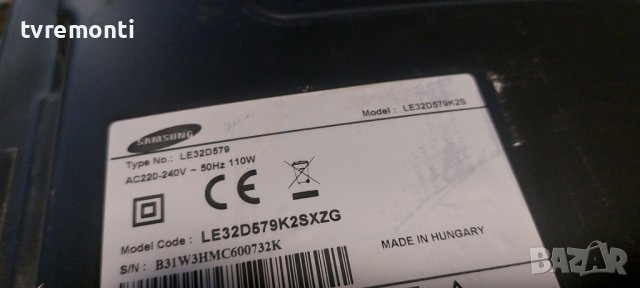 tvremonti
SAMSUNG
Model : LE32D579K2S
Type No.: LE32D579
AC220-240V ~ 50Hz 110W
CE
Model Code : LE32D579K2SXZG
S/N : B31W3HMC600732K
MADE IN HUNGARY
BAZAR
bg